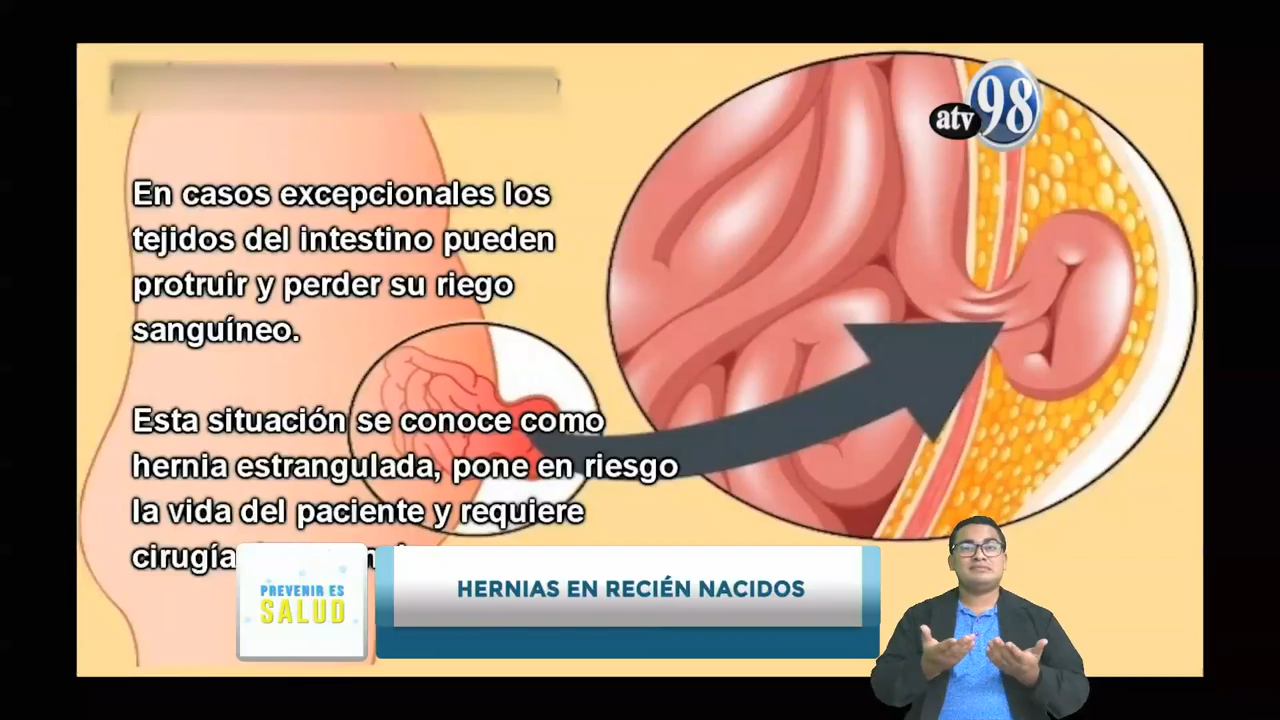 atv 98
En casos excepcionales los
tejidos del intestino pueden
protruir y perder su riego
sanguíneo.
Esta situación se conoce como
hernia estrangulada, pone en riesgo
la vida del paciente y requiere
cirugía
PREVENIR ES
SALUD
HERNIAS EN RECIÉN NACIDOS